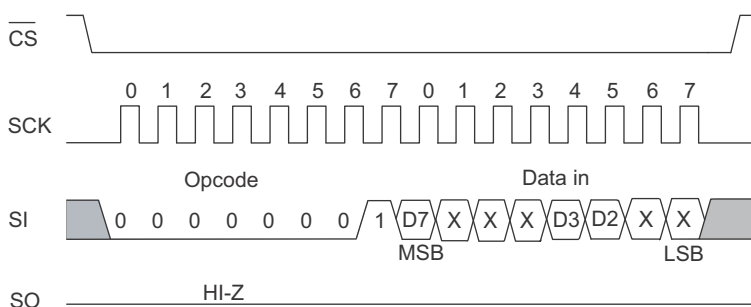 CS
0 1 2 3 4 5 6 7 0 1 2 3 4 5 6 7
SCK
Opcode Data in
SI 0 0 0 0 0 0 0 1 D7 X X X D3 D2 X X
MSB LSB
HI-Z
SO